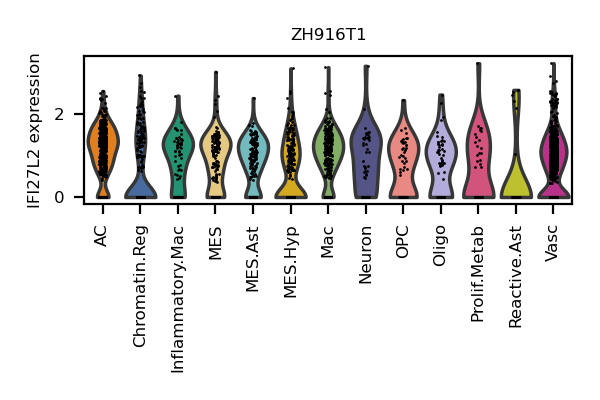 ZH916T1
IFI27L2 expression
2
0
AC
Chromatin.Reg
Inflammatory.Mac
MES
MES.Ast
MES.Hyp
Mac
Neuron
OPC
Oligo
Prolif.Metab
Reactive.Ast
Vasc